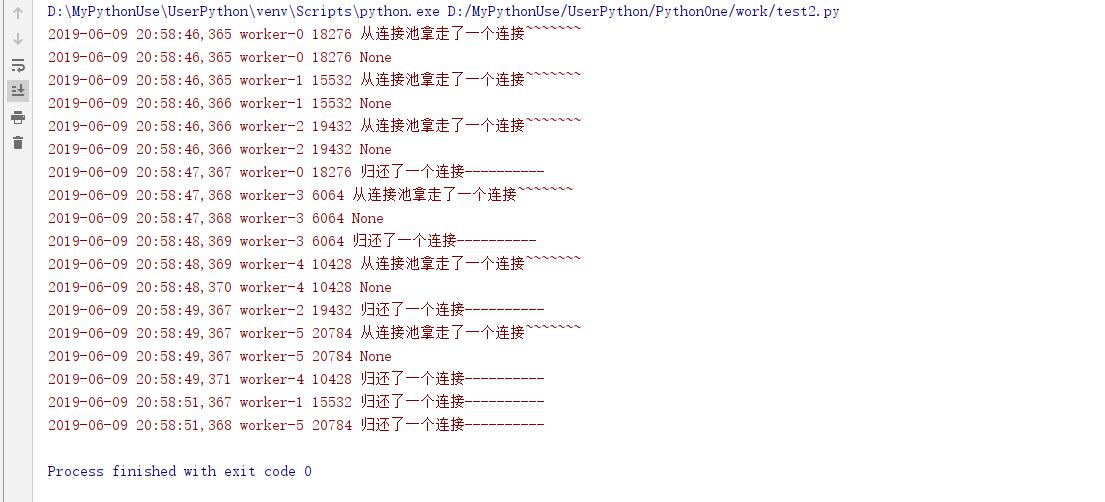 D:\MyPythonUse\UserPython\venv\Scripts\python.exe D:/MyPythonUse/UserPython/PythonOne/work/test2.py
2019-06-09 20:58:46,365 worker-0 18276 从连接池拿走了一个连接~~~~~~~
2019-06-09 20:58:46,365 worker-0 18276 None
2019-06-09 20:58:46,365 worker-1 15532 从连接池拿走了一个连接~~~~~~~
2019-06-09 20:58:46,366 worker-1 15532 None
2019-06-09 20:58:46,366 worker-2 19432 从连接池拿走了一个连接~~~~~~~
2019-06-09 20:58:46,366 worker-2 19432 None
2019-06-09 20:58:47,367 worker-0 18276 归还了一个连接----------
2019-06-09 20:58:47,368 worker-3 6064 从连接池拿走了一个连接~~~~~~~
2019-06-09 20:58:47,368 worker-3 6064 None
2019-06-09 20:58:48,369 worker-3 6064 归还了一个连接----------
2019-06-09 20:58:48,369 worker-4 10428 从连接池拿走了一个连接~~~~~~~
2019-06-09 20:58:48,370 worker-4 10428 None
2019-06-09 20:58:49,367 worker-2 19432 归还了一个连接----------
2019-06-09 20:58:49,367 worker-5 20784 从连接池拿走了一个连接~~~~~~~
2019-06-09 20:58:49,367 worker-5 20784 None
2019-06-09 20:58:49,371 worker-4 10428 归还了一个连接----------
2019-06-09 20:58:51,367 worker-1 15532 归还了一个连接----------
2019-06-09 20:58:51,368 worker-5 20784 归还了一个连接----------
Process finished with exit code 0